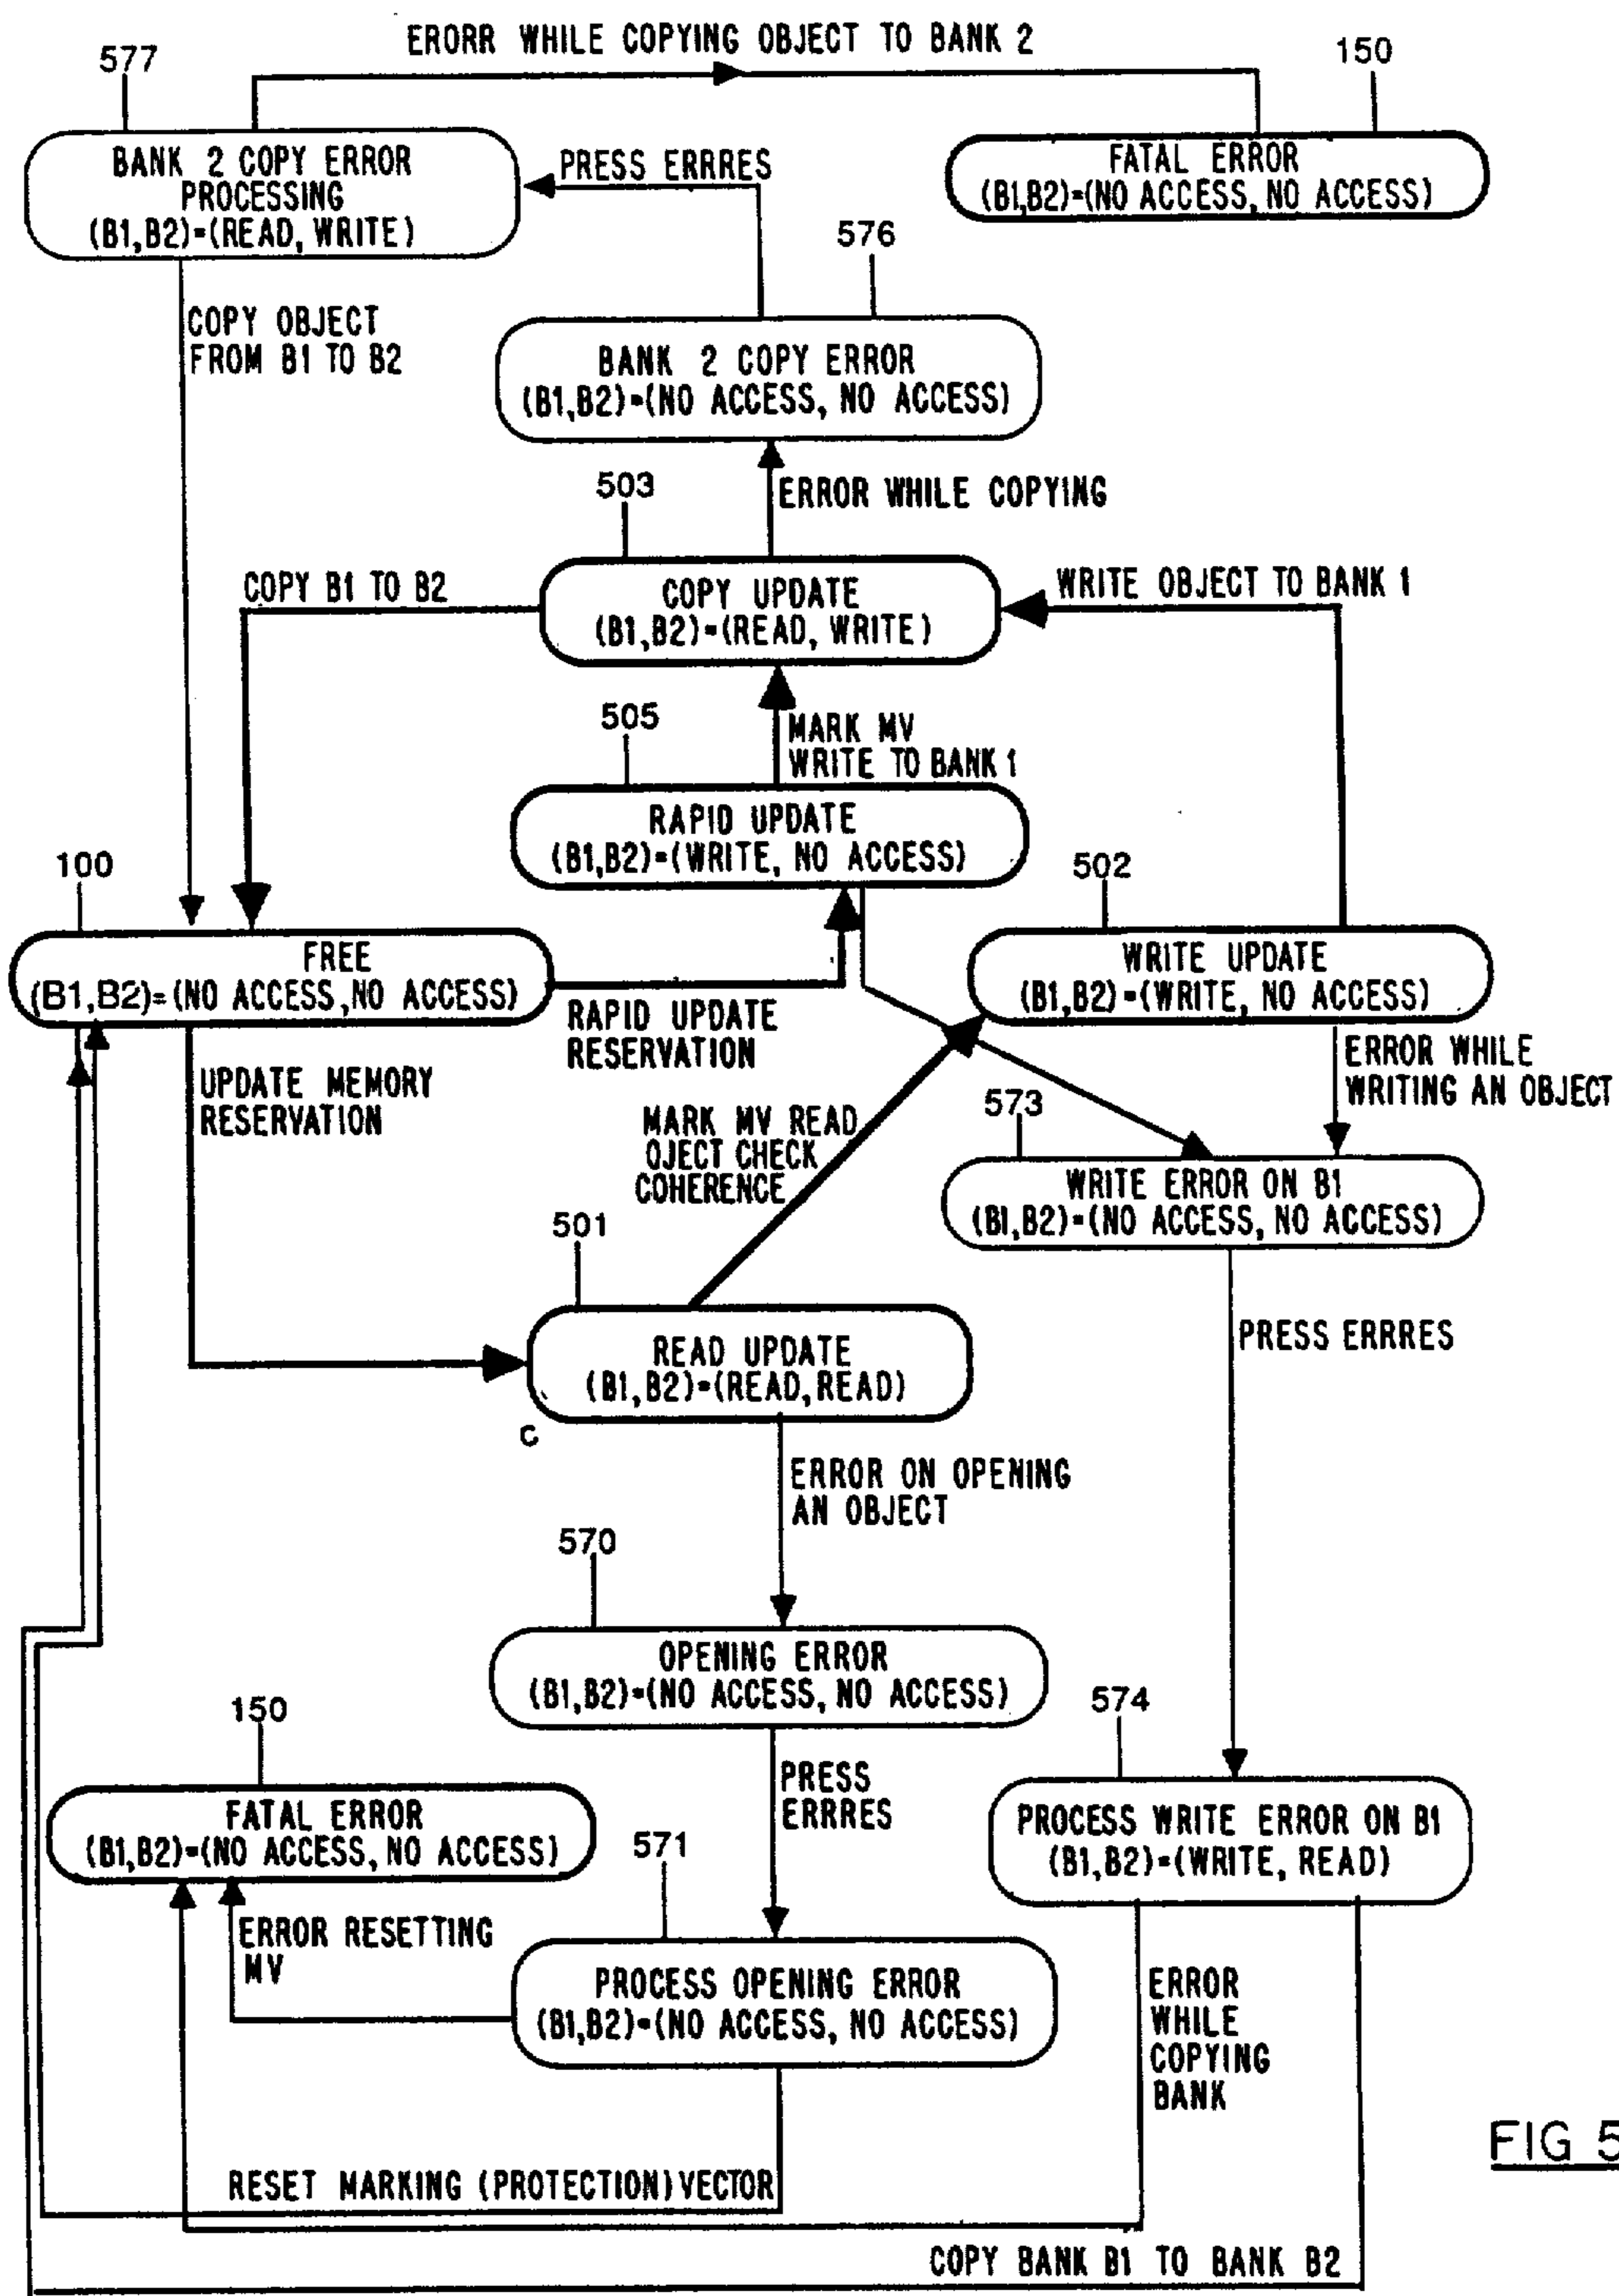 ERORR WHILE COPYING OBJECT TO BANK 2
577
150
BANK 2 COPY ERROR
PROCESSING
(B1,B2)=(READ, WRITE)
PRESS ERRRES
FATAL ERROR
(B1,B2)=(NO ACCESS, NO ACCESS)
576
COPY OBJECT
FROM B1 TO B2
BANK 2 COPY ERROR
(B1,B2)=(NO ACCESS, NO ACCESS)
503
ERROR WHILE COPYING
COPY B1 TO B2
COPY UPDATE
(B1,B2)=(READ, WRITE)
WRITE OBJECT TO BANK 1
505
MARK MV
WRITE TO BANK 1
RAPID UPDATE
(B1,B2)=(WRITE, NO ACCESS)
100
502
FREE
(B1,B2)=(NO ACCESS,NO ACCESS)
WRITE UPDATE
(B1,B2)=(WRITE, NO ACCESS)
RAPID UPDATE
RESERVATION
ERROR WHILE
WRITING AN OBJECT
UPDATE MEMORY
RESERVATION
573
MARK MV READ
OJECT CHECK
COHERENCE
WRITE ERROR ON B1
(B1,B2)=(NO ACCESS, NO ACCESS)
501
PRESS ERRRES
READ UPDATE
(B1,B2)=(READ,READ)
C
ERROR ON OPENING
AN OBJECT
570
OPENING ERROR
(B1,B2)=(NO ACCESS, NO ACCESS)
150
574
PRESS
ERRRES
FATAL ERROR
(B1,B2)=(NO ACCESS, NO ACCESS)
PROCESS WRITE ERROR ON B1
(B1,B2)=(WRITE, READ)
571
ERROR RESETTING
MV
PROCESS OPENING ERROR
(B1,B2)=(NO ACCESS, NO ACCESS)
ERROR
WHILE
COPYING
BANK
FIG 5
RESET MARKING (PROTECTION)VECTOR
COPY BANK B1 TO BANK B2